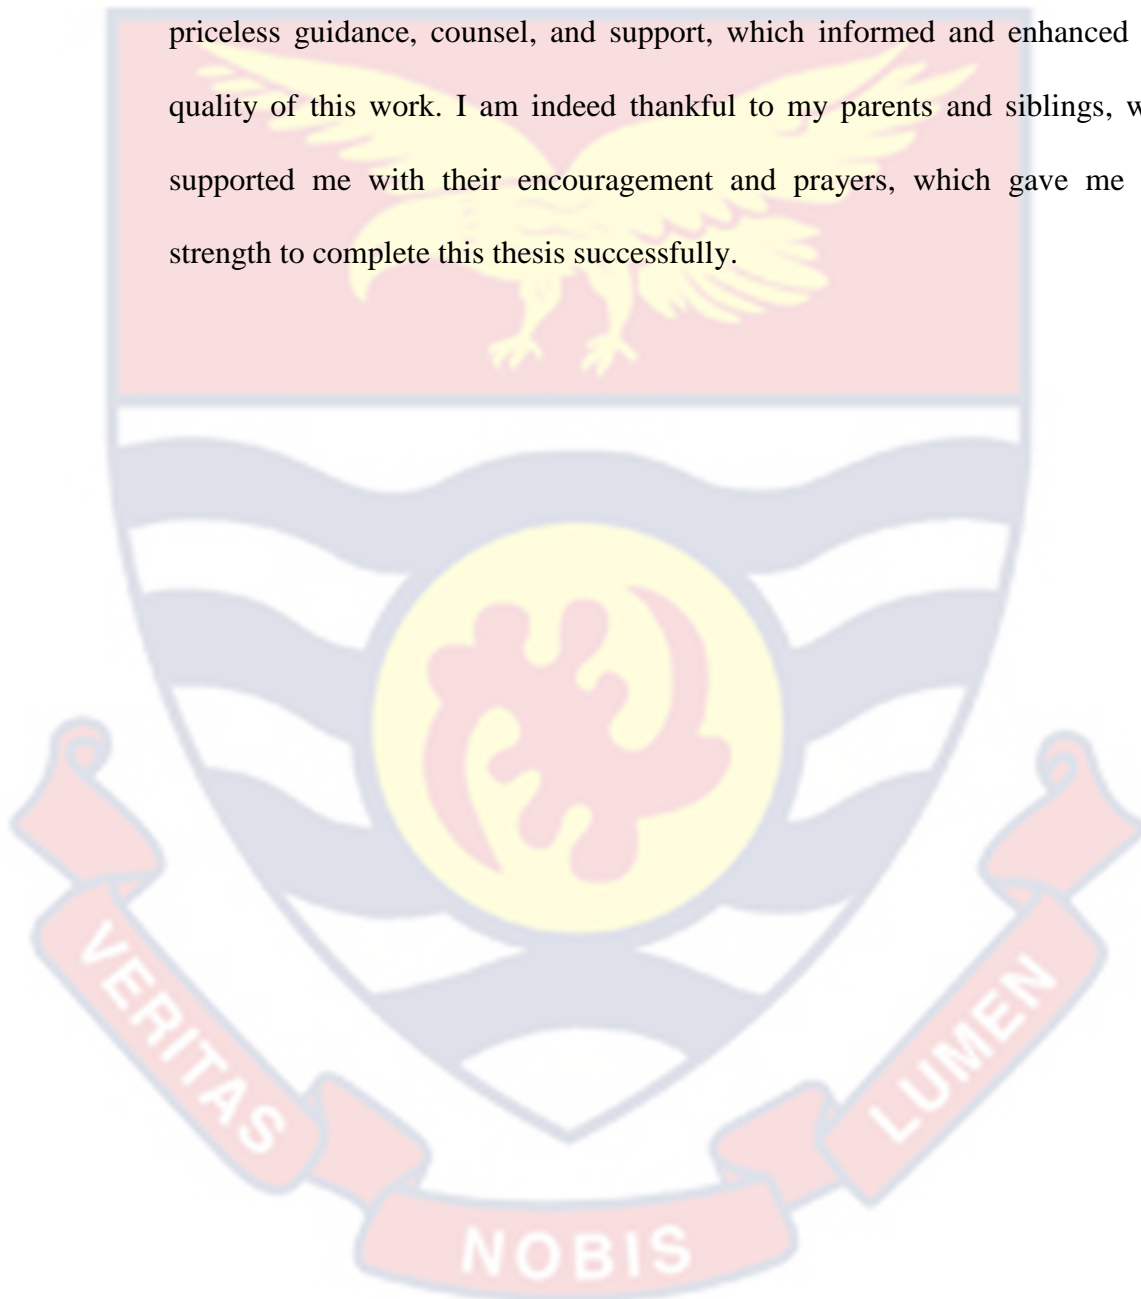 priceless guidance, counsel, and support, which informed and enhanced
quality of this work. I am indeed thankful to my parents and siblings,
supported me with their encouragement and prayers, which gave me
strength to complete this thesis successfully.
VERITAS
NOBIS
LUMEN